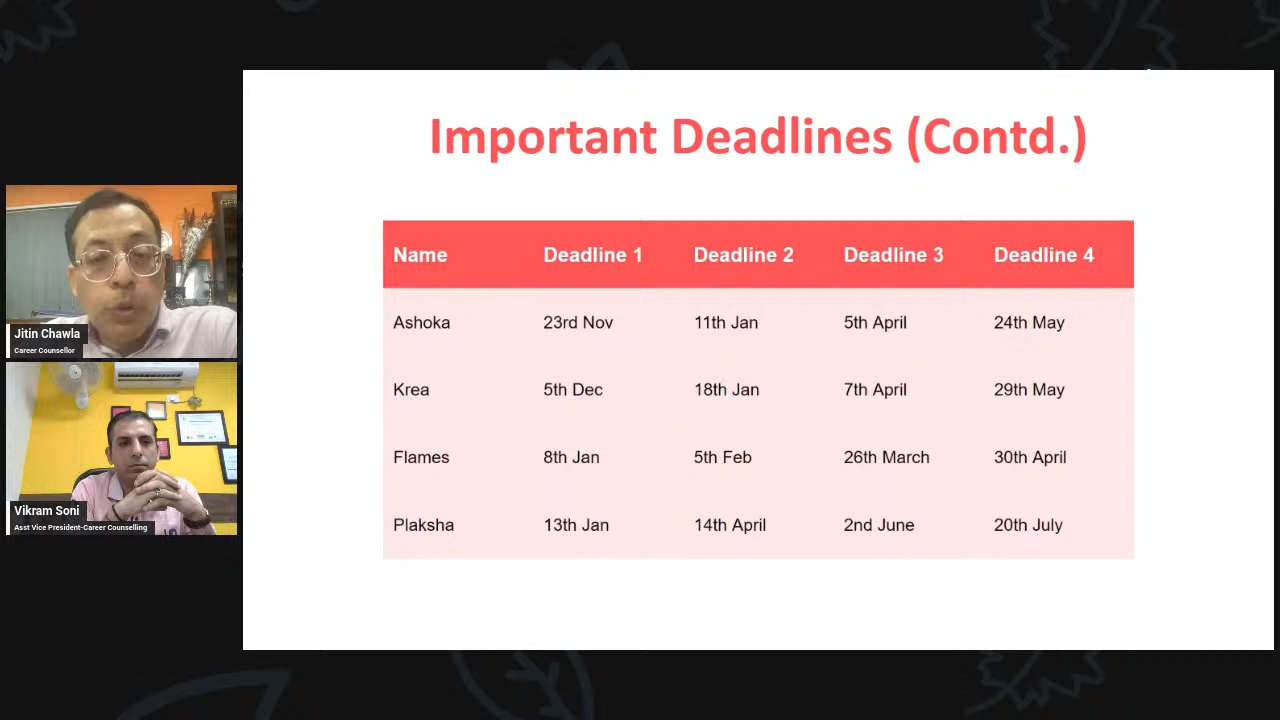 Important Deadlines (Contd.)
Name Deadline 1 Deadline 2 Deadline 3 Deadline 4
Ashoka 23rd Nov 11th Jan 5th April 24th May
Krea 5th Dec 18th Jan 7th April 29th May
Flames 8th Jan 5th Feb 26th March 30th April
Plaksha 13th Jan 14th April 2nd June 20th July
Jitin Chawla
Career Counsellor
Vikram Soni
Asst Vice President-Career Counselling